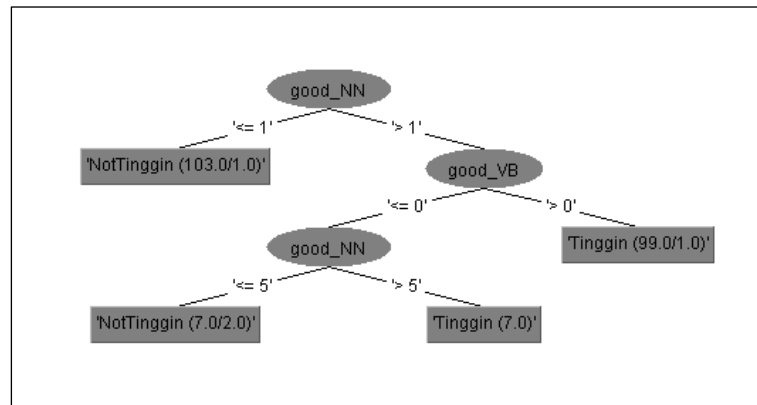 good_NN
'<= 1' '> 1'
'NotTinggin (103.0/1.0)' good_VB
'<= 0' '> 0'
good_NN 'Tinggin (99.0/1.0)'
'<= 5' '> 5'
'NotTinggin (7.0/2.0)' 'Tinggin (7.0)'